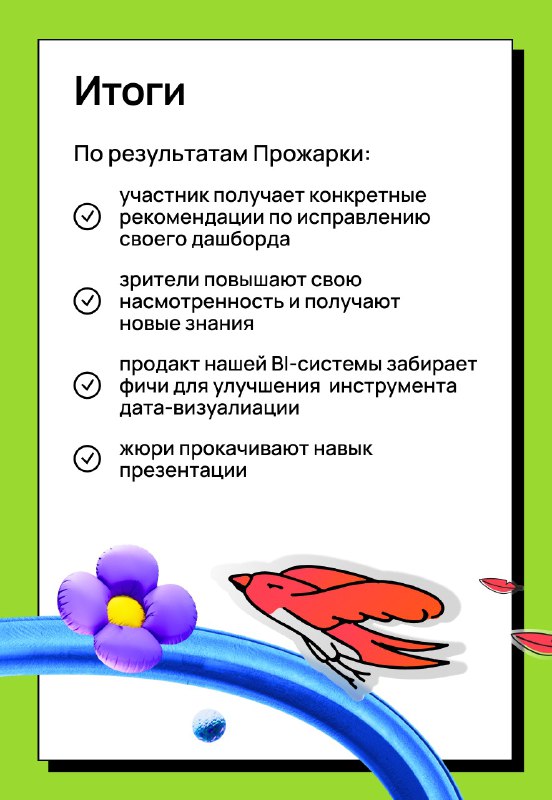 Итоги
По результатам Прожарки:
участник получает конкретные
рекомендации по исправлению
своего дашборда
зрители повышают свою
насмотренность и получают
новые знания
продакт нашей BI-системы забирает
фичи для улучшения  инструмента
дата-визуалиации
жюри прокачивают навык
презентации